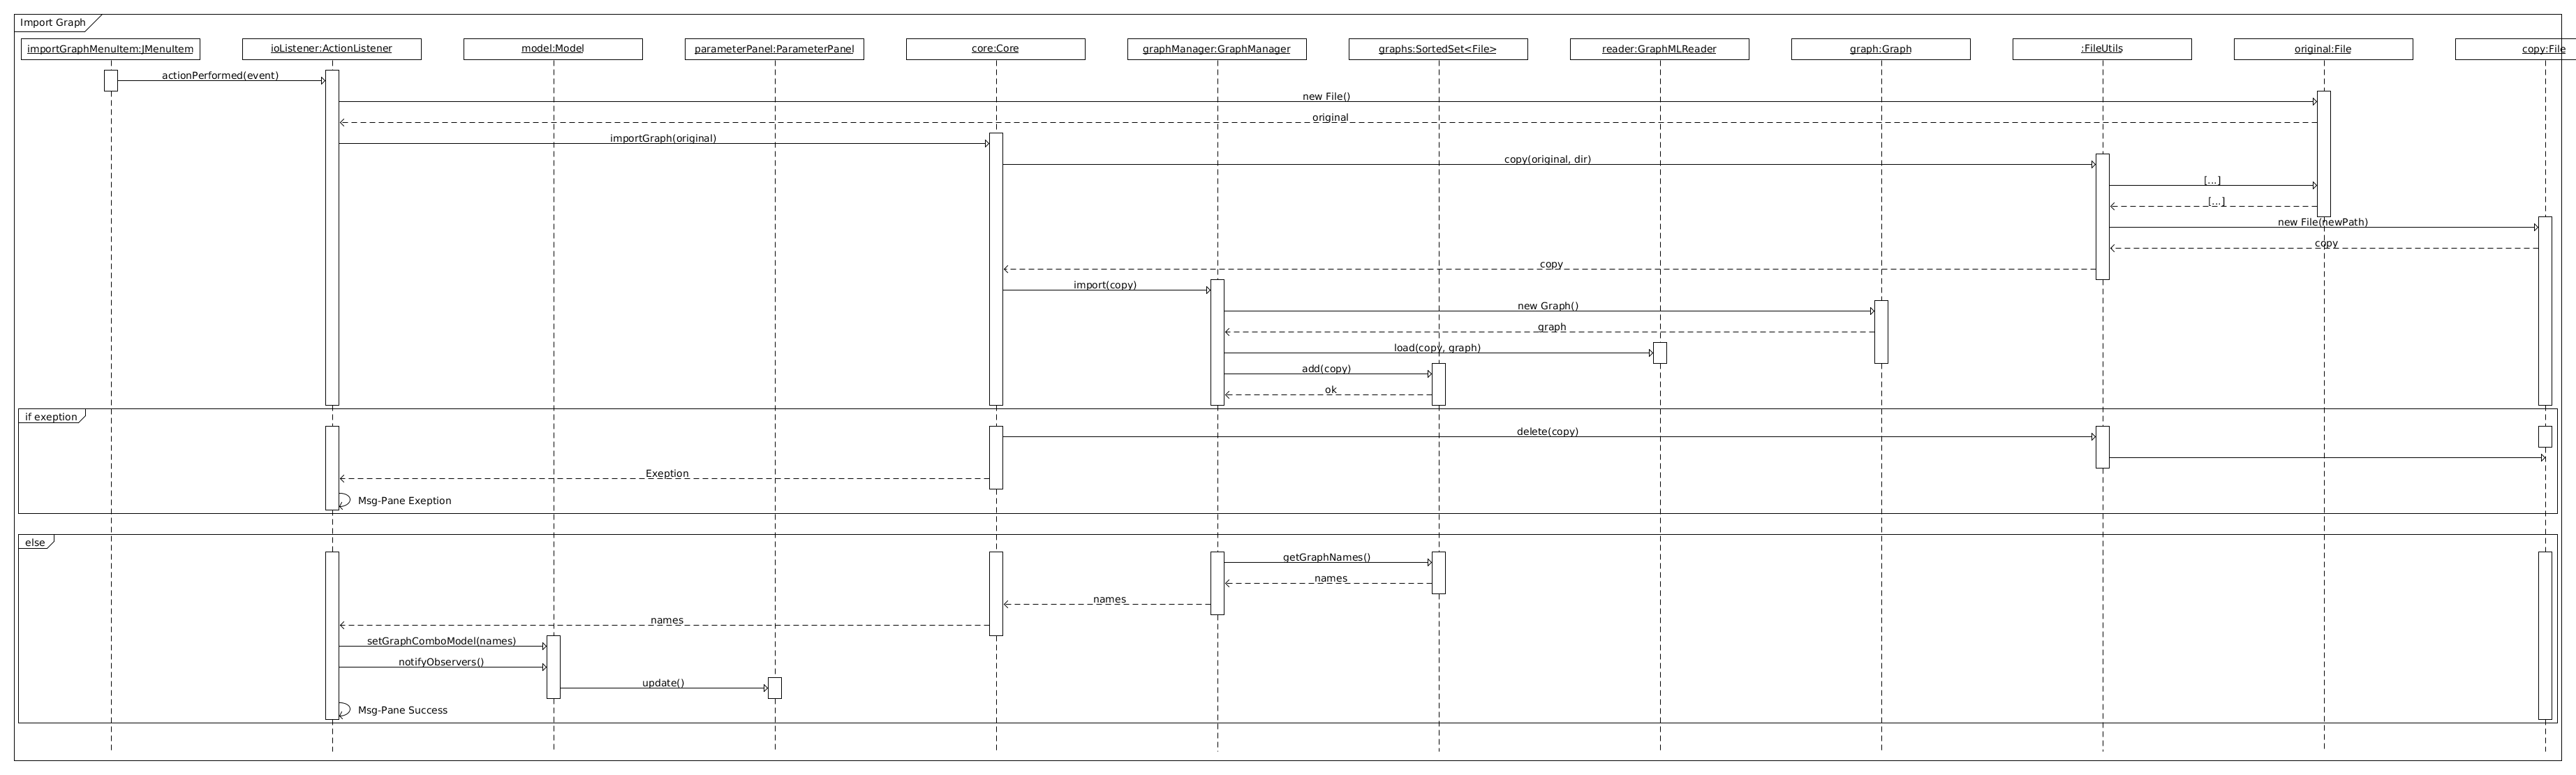 Import Graph
importGraphMenuItem:JMenuItem
ioListener:ActionListener
model:Model
parameterPanel:ParameterPanel
core:Core
graphManager:GraphManager
graphs:SortedSet<File>
reader:GraphMLReader
graph:Graph
:FileUtils
original:File
copy:File
actionPerformed(event)
new File()
original
importGraph(original)
copy(original, dir)
[...]
[...]
new File(newPath)
copy
copy
import(copy)
new Graph()
graph
load(copy, graph)
add(copy)
ok
if exeption
delete(copy)
Exeption
Msg-Pane Exeption
else
getGraphNames()
names
names
names
setGraphComboModel(names)
notifyObservers()
update()
Msg-Pane Success